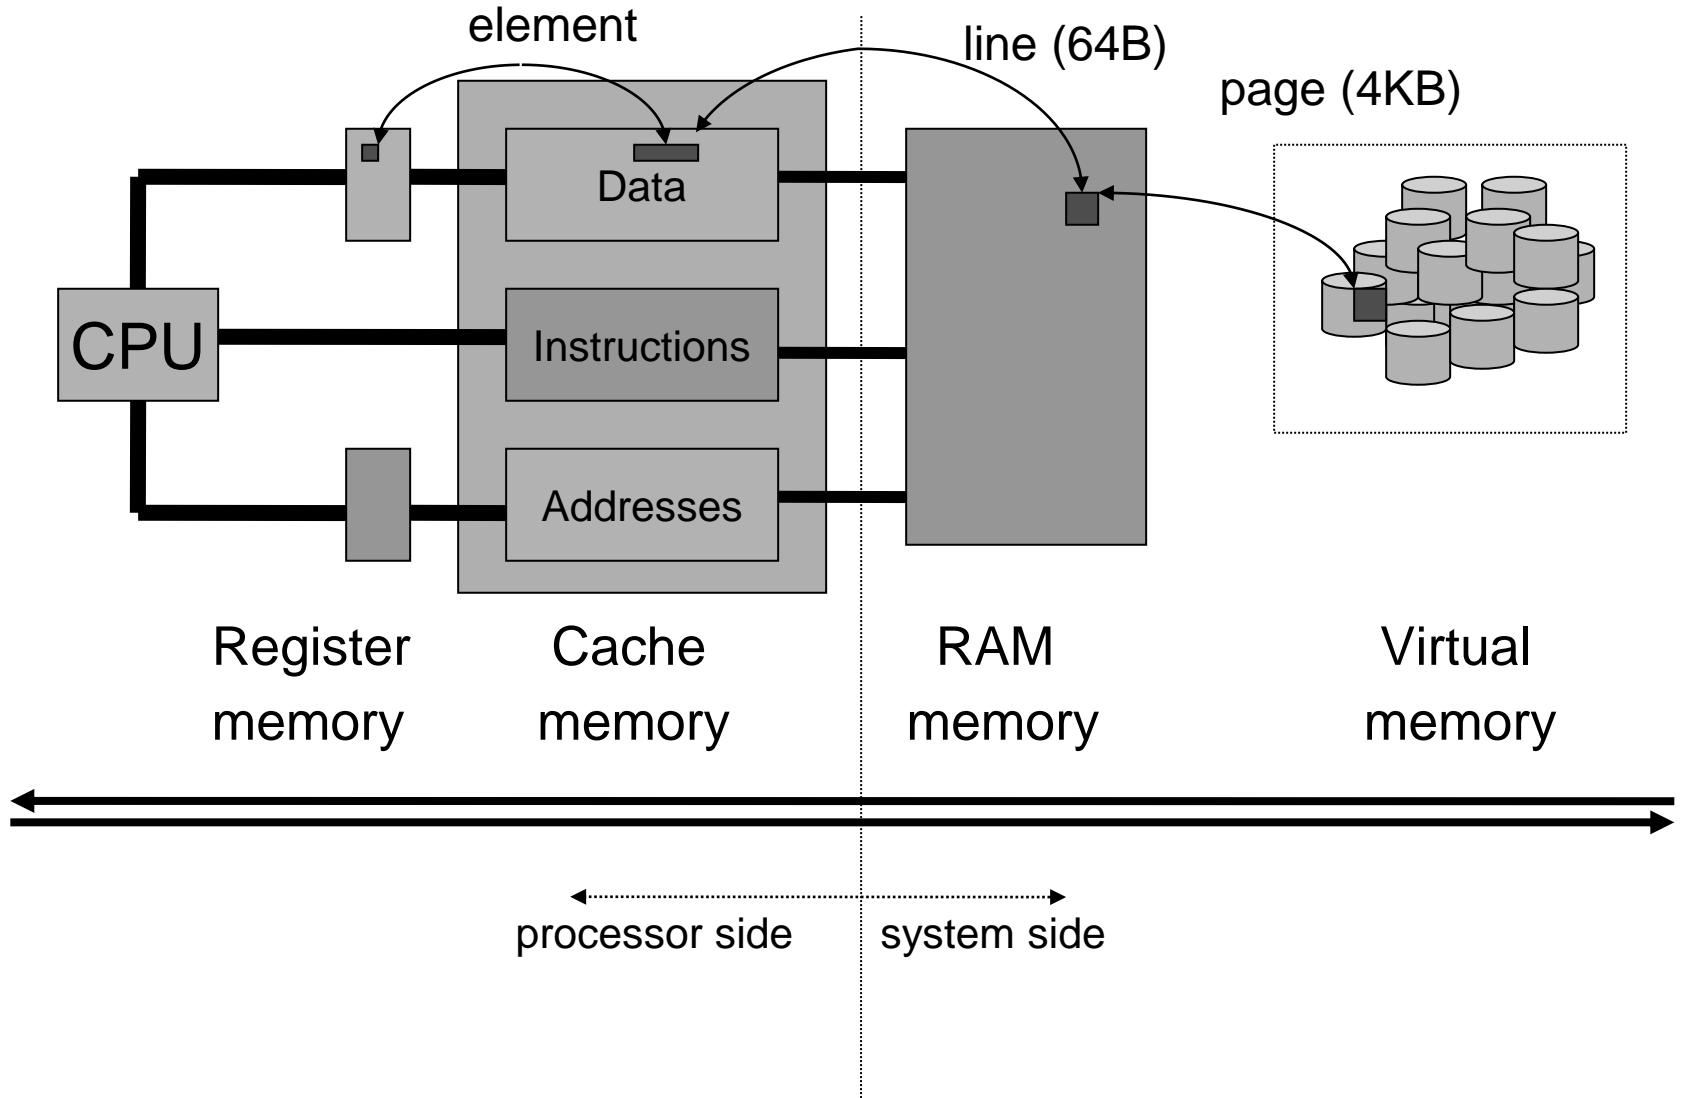 element
line (64B)
page (4KB)
Data
CPU
Instructions
Addresses
Register
memory
Cache
memory
RAM
memory
Virtual
memory
processor side
system side